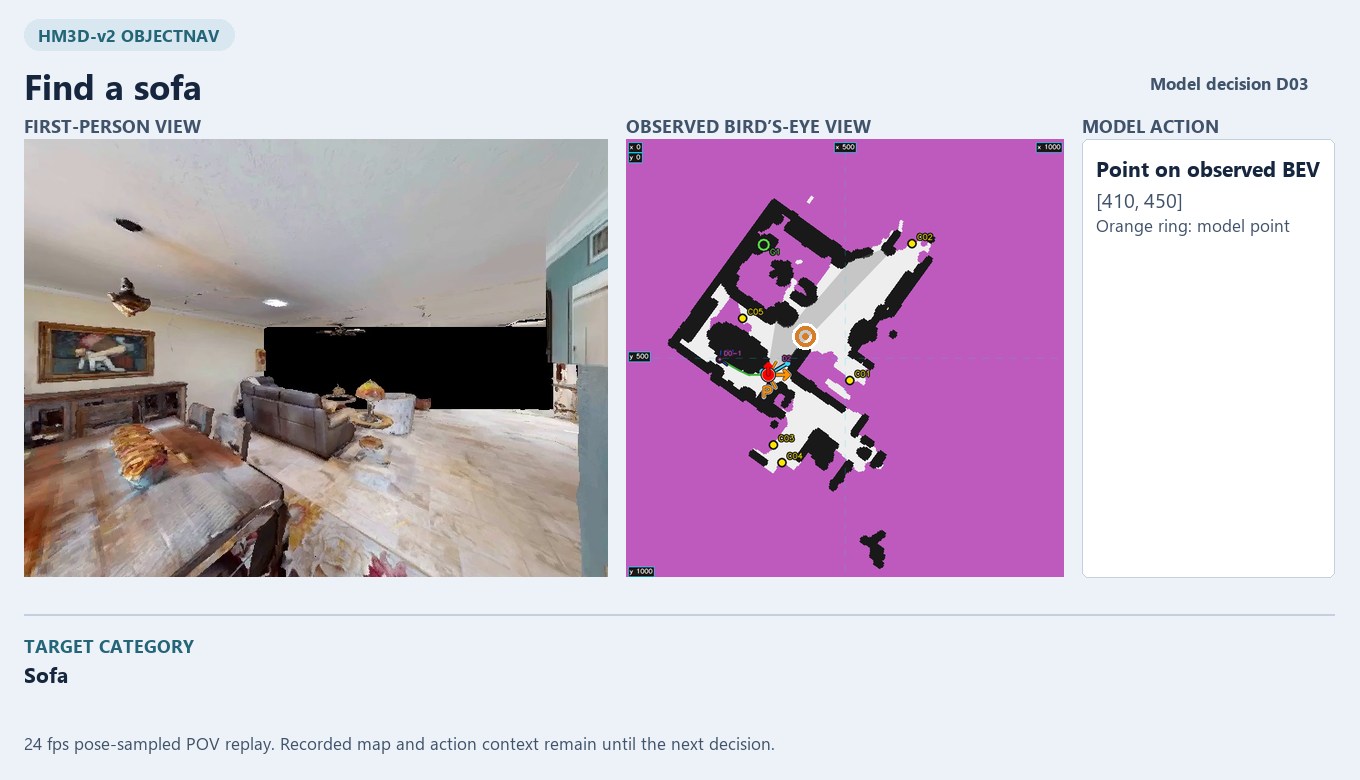 HM3D-v2 OBJECTNAV
Find a sofa
Model decision D03
FIRST-PERSON VIEW
OBSERVED BIRD'S-EYE VIEW
MODEL ACTION
x 0
y 0
x 500
x 1000
Point on observed BEV
[410, 450]
Orange ring: model point
C02
G1
C05
y 500
D0-1
C01
C03
C04
y 1000
TARGET CATEGORY
Sofa
24 fps pose-sampled POV replay. Recorded map and action context remain until the next decision.